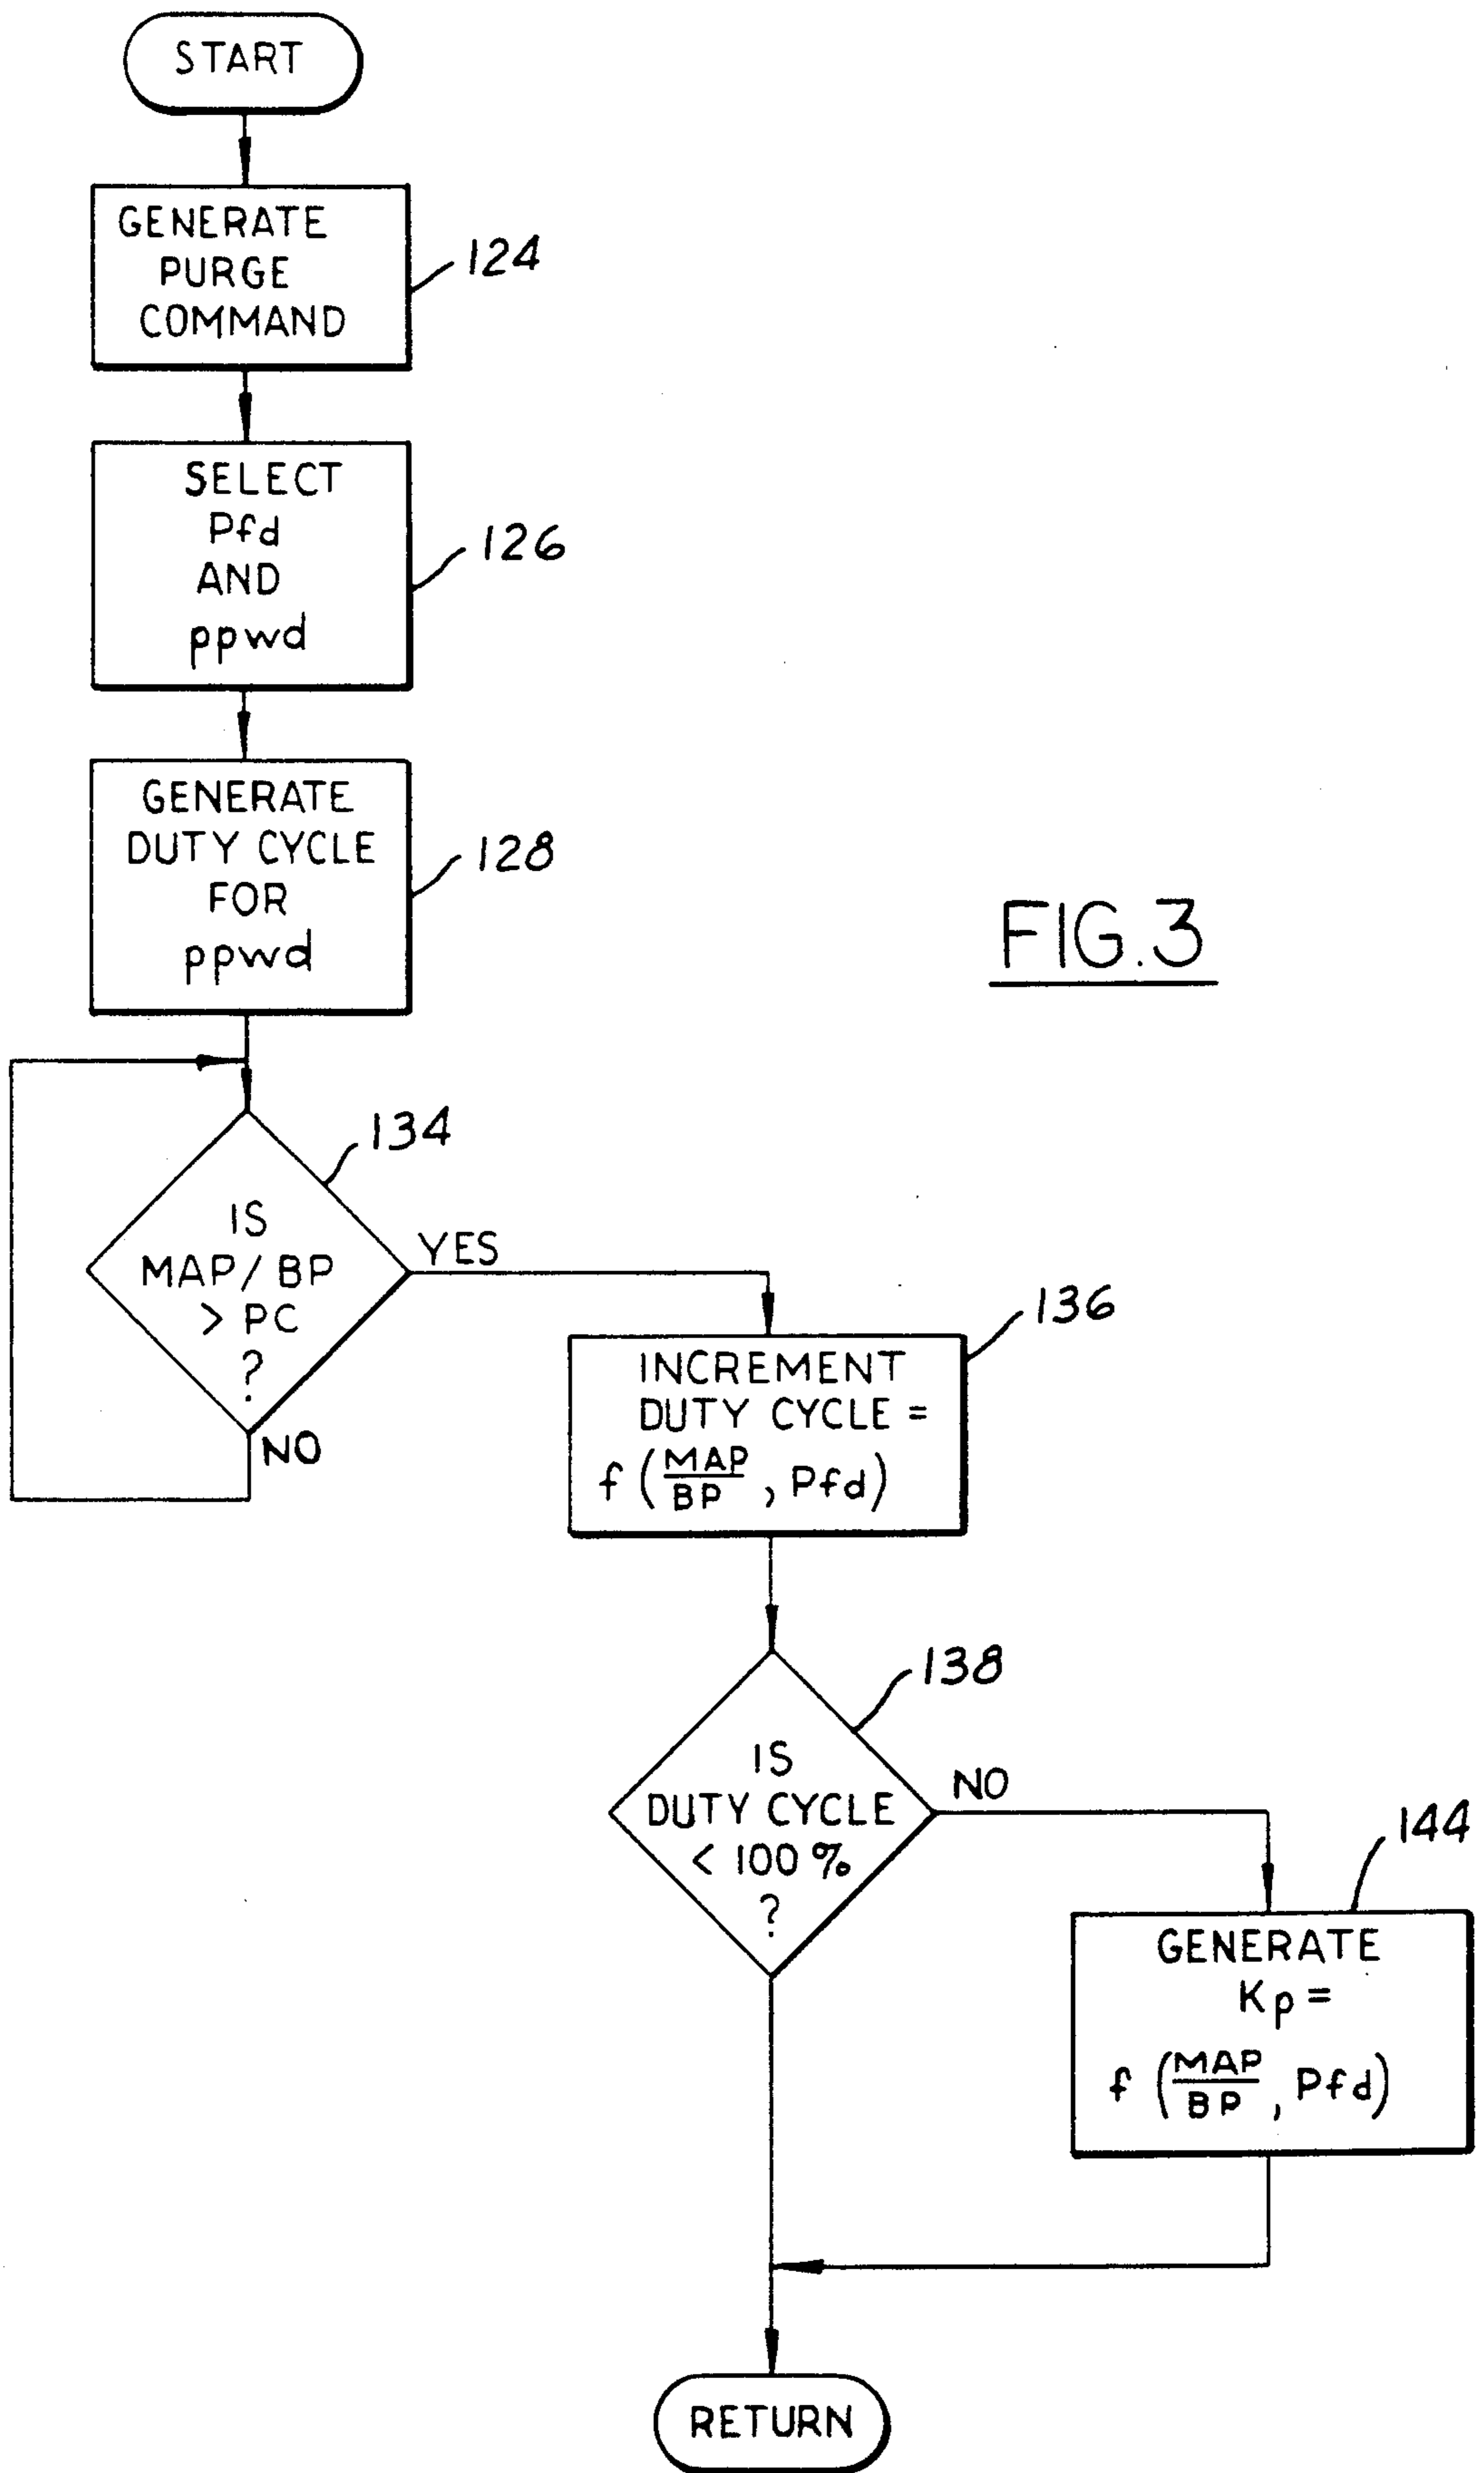 START
GENERATE
PURGE
COMMAND
124
SELECT
Pfd
AND
ppwd
126
GENERATE
DUTY CYCLE
FOR
ppwd
128
FIG.3
134
IS
MAP/BP
> PC
?
YES
NO
136
INCREMENT
DUTY CYCLE =
f (MAP/BP, Pfd)
138
IS
DUTY CYCLE
< 100%
?
NO
144
GENERATE
Kp =
f (MAP/BP, Pfd)
RETURN